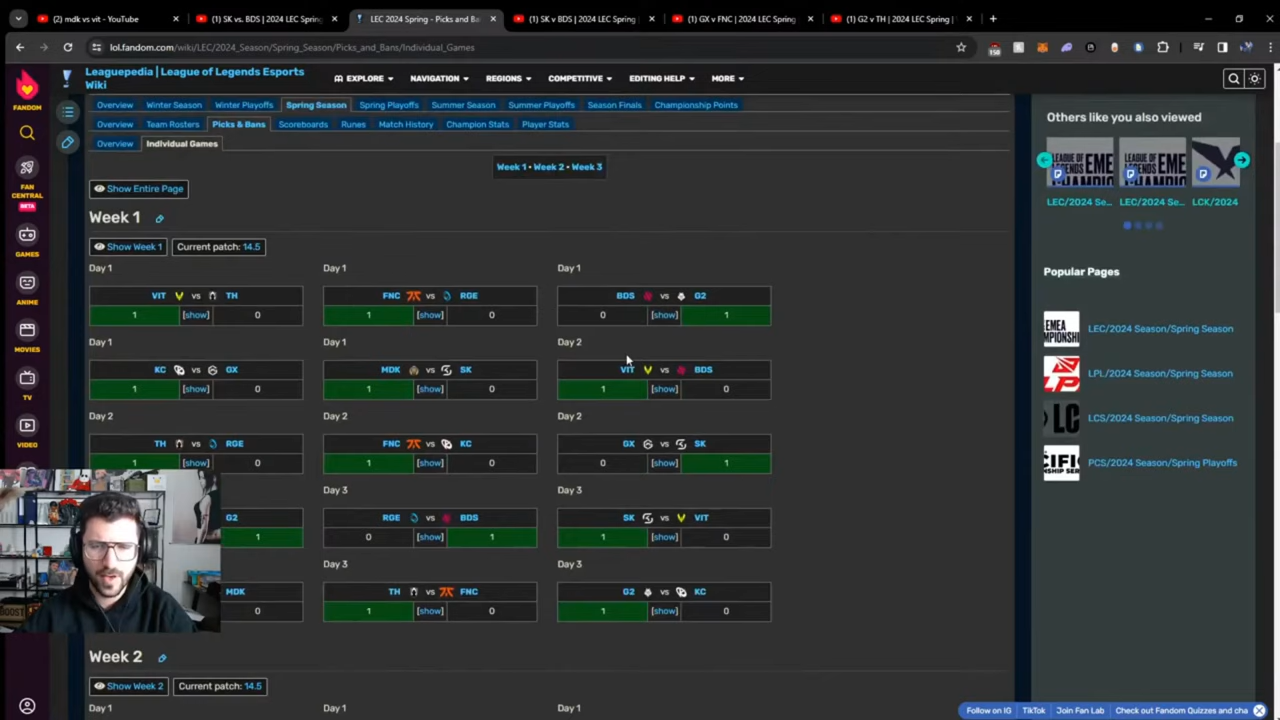 (2) mdk vs vit - YouTube
(1) SK vs. BDS | 2024 LEC Spring
LEC 2024 Spring - Picks and Ba
(1) SK v BDS | 2024 LEC Spring
(1) GX v FNC | 2024 LEC Spring
(1) G2 v TH | 2024 LEC Spring
lol.fandom.com/wiki/LEC/2024_Season/Spring_Season/Picks_and_Bans/Individual_Games
150
FANDOM
FAN CENTRAL
BETA
GAMES
ANIME
MOVIES
TV
VIDEO
Leaguepedia | League of Legends Esports Wiki
EXPLORE
NAVIGATION
REGIONS
COMPETITIVE
EDITING HELP
MORE
Overview Winter Season Winter Playoffs Spring Season Spring Playoffs Summer Season Summer Playoffs Season Finals Championship Points
Overview Team Rosters Picks & Bans Scoreboards Runes Match History Champion Stats Player Stats
Overview Individual Games
Week 1 • Week 2 • Week 3
Show Entire Page
Week 1
Show Week 1
Current patch: 14.5
Day 1 Day 1 Day 1
VIT vs TH FNC vs RGE BDS vs G2
1 [show] 0 1 [show] 0 0 [show] 1
Day 1 Day 1 Day 2
KC vs GX MDK vs SK VIT vs BDS
1 [show] 0 1 [show] 0 1 [show] 0
Day 2 Day 2 Day 2
TH vs RGE FNC vs KC GX vs SK
1 [show] 0 1 [show] 0 0 [show] 1
Day 3 Day 3
G2 RGE vs BDS SK vs VIT
1 0 [show] 1 1 [show] 0
Day 3 Day 3
MDK TH vs FNC G2 vs KC
0 1 [show] 0 1 [show] 0
Week 2
Show Week 2
Current patch: 14.5
Day 1 Day 1
Others like you also viewed
LEC/2024 Se...
LEC/2024 Se...
LCK/2024
Popular Pages
LEC/2024 Season/Spring Season
LPL/2024 Season/Spring Season
LCS/2024 Season/Spring Season
PCS/2024 Season/Spring Playoffs
Follow on IG TikTok Join Fan Lab Check out Fandom Quizzes and cha